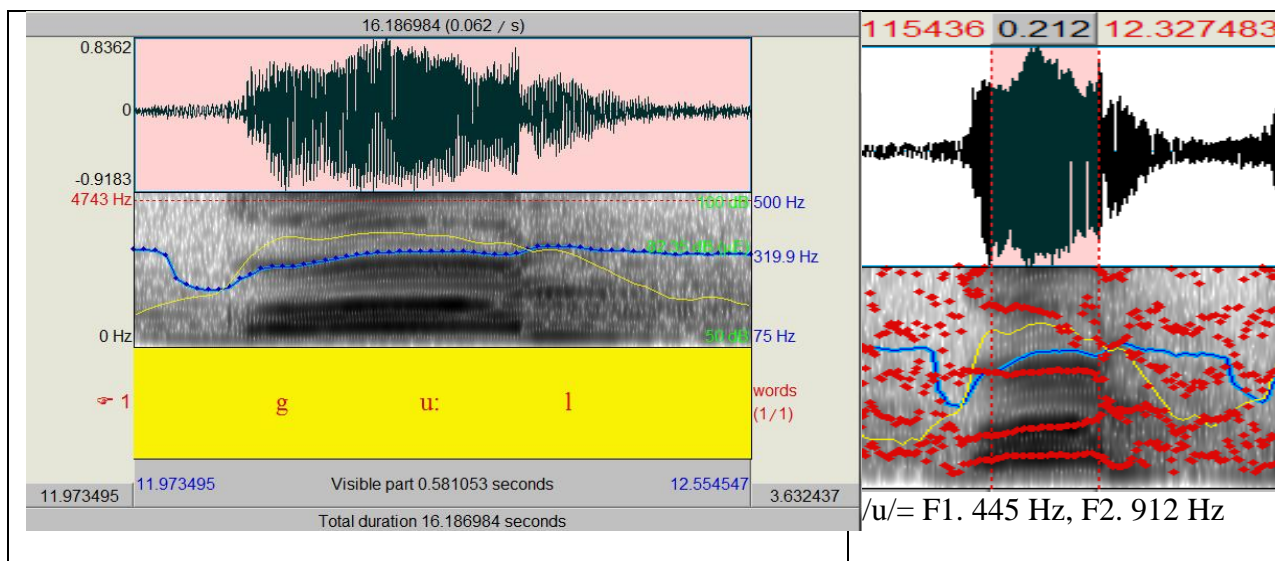 16.186984 (0.062 / s)
0.8362
0
-0.9183
4743 Hz
100 dB 500 Hz
319.9 Hz
0 Hz
50 dB 75 Hz
☞ 1
g u: l
words
(1/1)
11.973495
11.973495 Visible part 0.581053 seconds 12.554547
3.632437
Total duration 16.186984 seconds
115436 0.212 12.327483
/u/= F1. 445 Hz, F2. 912 Hz